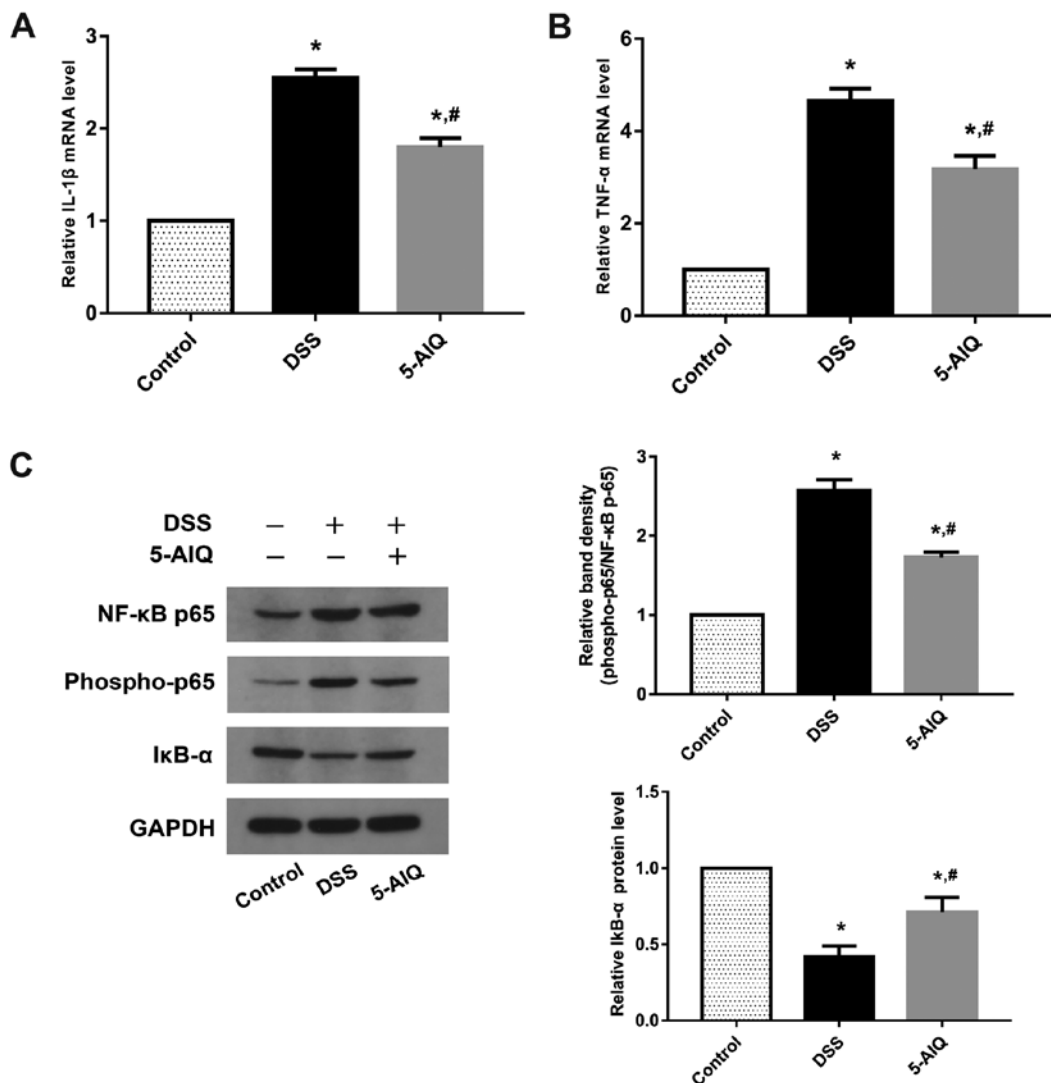 A
Relative IL-1β mRNA level
3
2
1
0
*
*,#
Control
DSS
5-AIQ
B
Relative TNF-α mRNA level
6
4
2
0
*
*,#
Control
DSS
5-AIQ
C
DSS – + +
5-AIQ – – +
NF-κB p65
Phospho-p65
IκB-α
GAPDH
Control DSS 5-AIQ
Relative band density
(phospho-p65/NF-κB p-65)
3
2
1
0
*
*,#
Control
DSS
5-AIQ
Relative IκB-α protein level
1.5
1.0
0.5
0.0
*
*,#
Control
DSS
5-AIQ